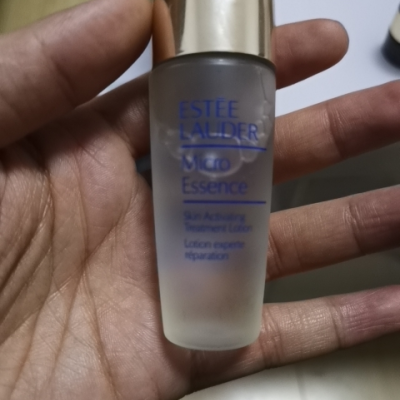 ESTĒE
LAUDER
Micro
Essence
Skin Activating
Treatment Lotion
Lotion experte
réparation